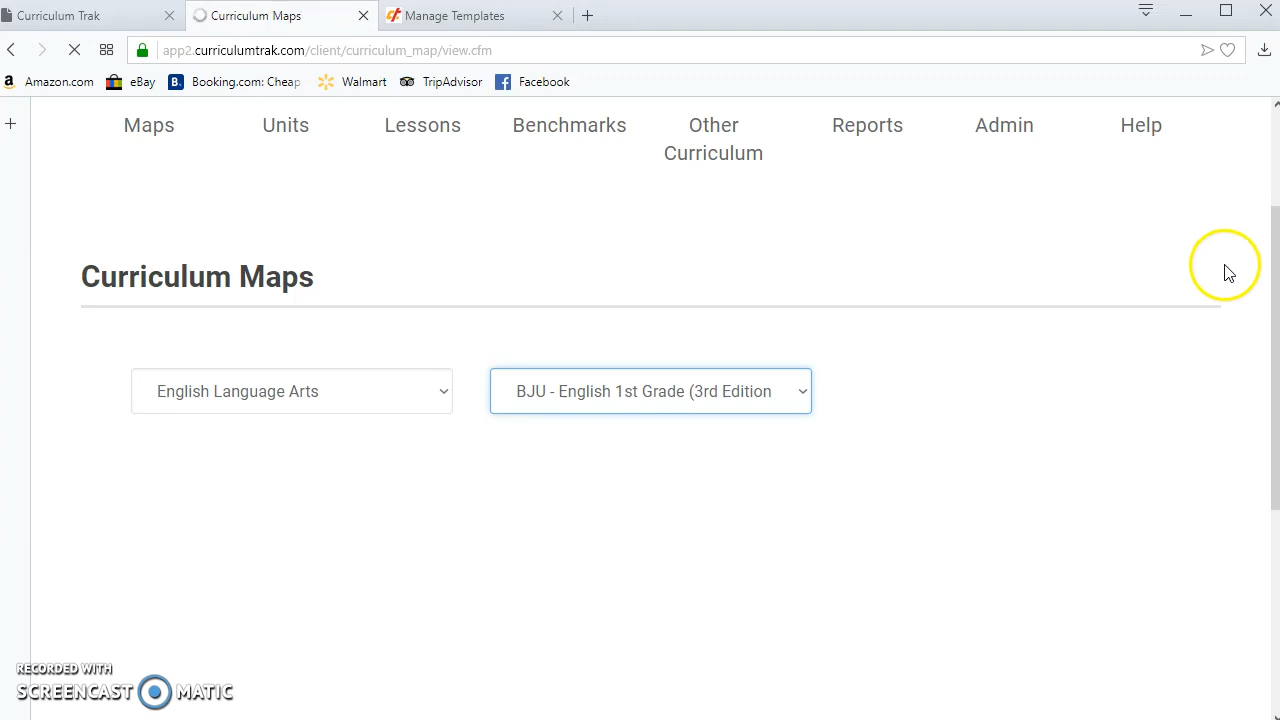 Curriculum Trak
Curriculum Maps
Manage Templates
app2.curriculumtrak.com/client/curriculum_map/view.cfm
a Amazon.com
eBay
B. Booking.com: Cheap
Walmart
TripAdvisor
f Facebook
Maps
Units
Lessons
Benchmarks
Other
Curriculum
Reports
Admin
Help
Curriculum Maps
English Language Arts
BJU - English 1st Grade (3rd Edition
RECORDED WITH
SCREENCAST MATIC